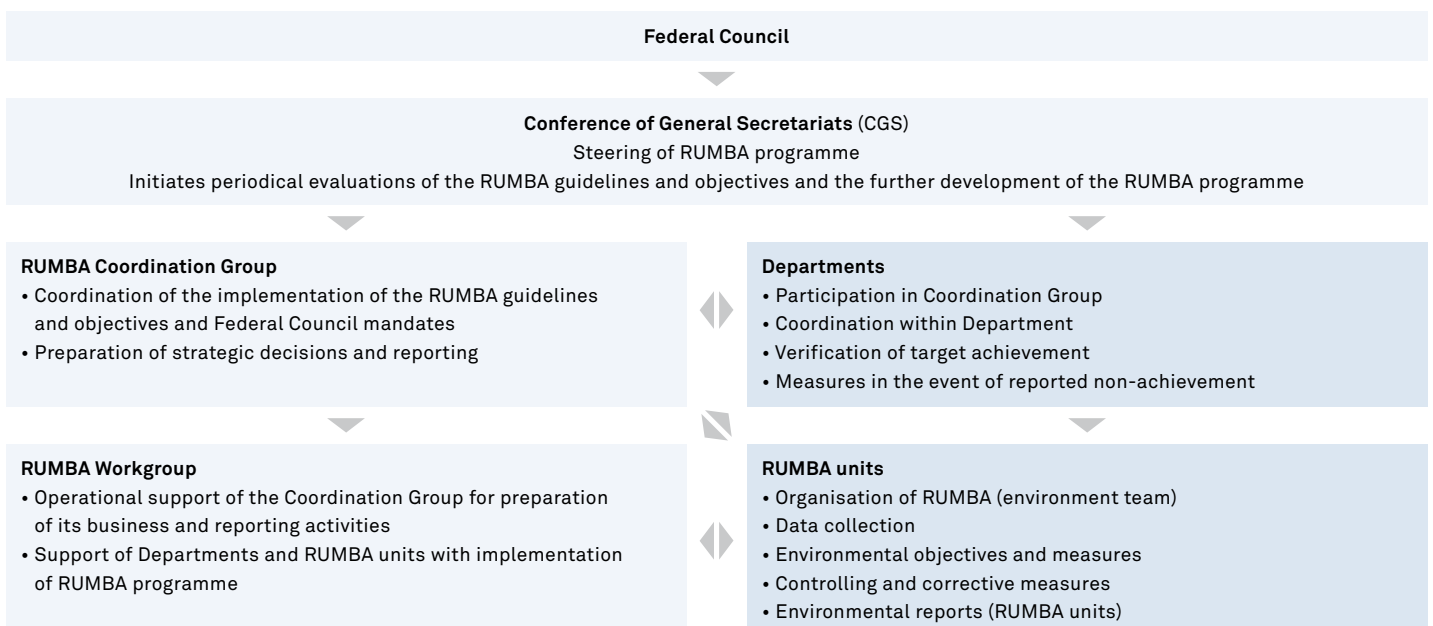 Federal Council
Conference of General Secretariats (CGS)
Steering of RUMBA programme
Initiates periodical evaluations of the RUMBA guidelines and objectives and the further development of the RUMBA programme
RUMBA Coordination Group
• Coordination of the implementation of the RUMBA guidelines
and objectives and Federal Council mandates
• Preparation of strategic decisions and reporting
Departments
• Participation in Coordination Group
• Coordination within Department
• Verification of target achievement
• Measures in the event of reported non-achievement
RUMBA Workgroup
• Operational support of the Coordination Group for preparation
of its business and reporting activities
• Support of Departments and RUMBA units with implementation
of RUMBA programme
RUMBA units
• Organisation of RUMBA (environment team)
• Data collection
• Environmental objectives and measures
• Controlling and corrective measures
• Environmental reports (RUMBA units)